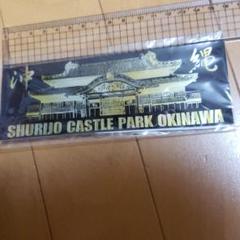 沖 縄
SHURIJO CASTLE PARK OKINAWA